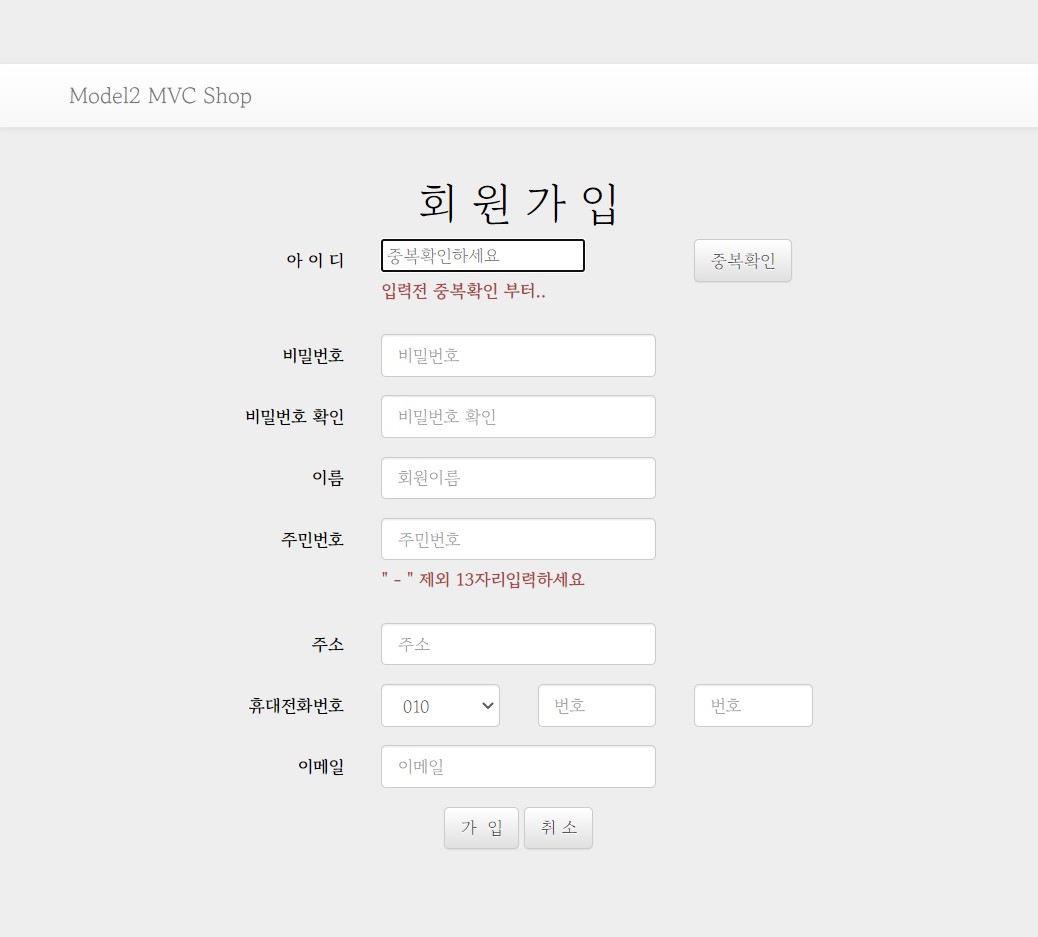 Model2 MVC Shop
회 원 가 입
아 이 디 중복확인하세요 중복확인
입력전 중복확인 부터..
비밀번호 비밀번호
비밀번호 확인 비밀번호 확인
이름 회원이름
주민번호 주민번호
" - " 제외 13자리입력하세요
주소 주소
휴대전화번호 010 번호 번호
이메일 이메일
가 입 취 소